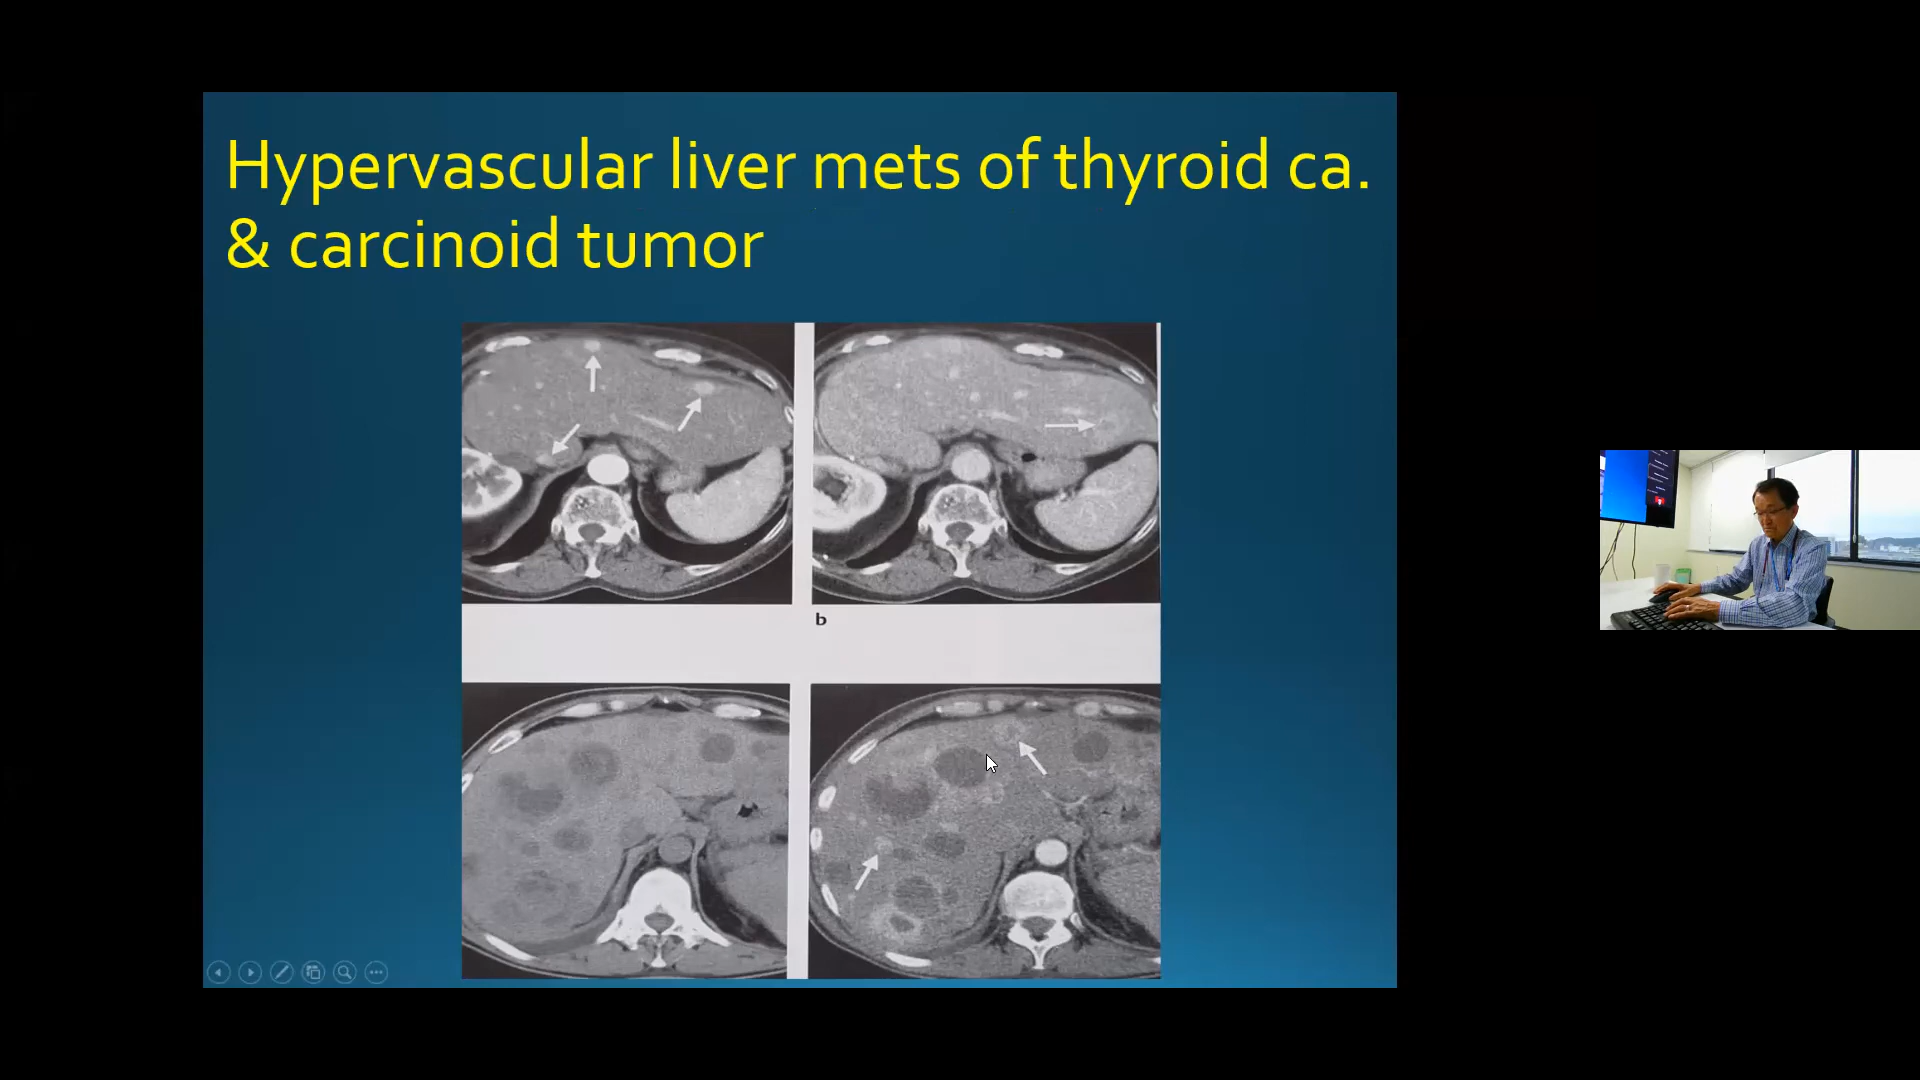 Hypervascular liver mets of thyroid ca.
& carcinoid tumor
b